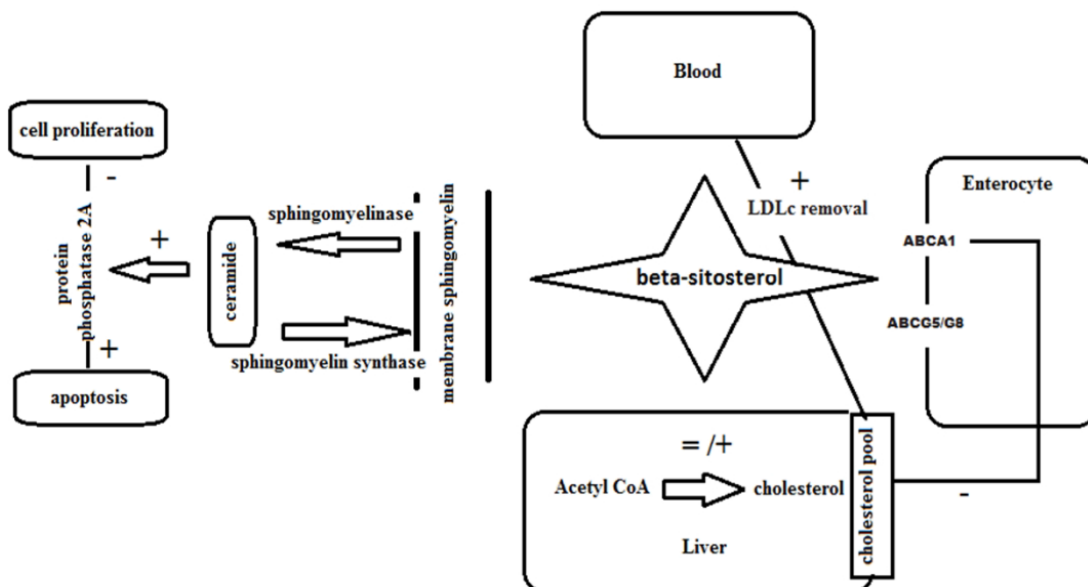 Blood
cell proliferation
-
protein
phosphatase 2A
+
apoptosis
+
ceramide
sphingomyelinase
sphingomyelin synthase
membrane sphingomyelin
beta-sitosterol
+
LDLc removal
Enterocyte
ABCA1
ABCG5/G8
= /+
Acetyl CoA
cholesterol
Liver
cholesterol pool
-